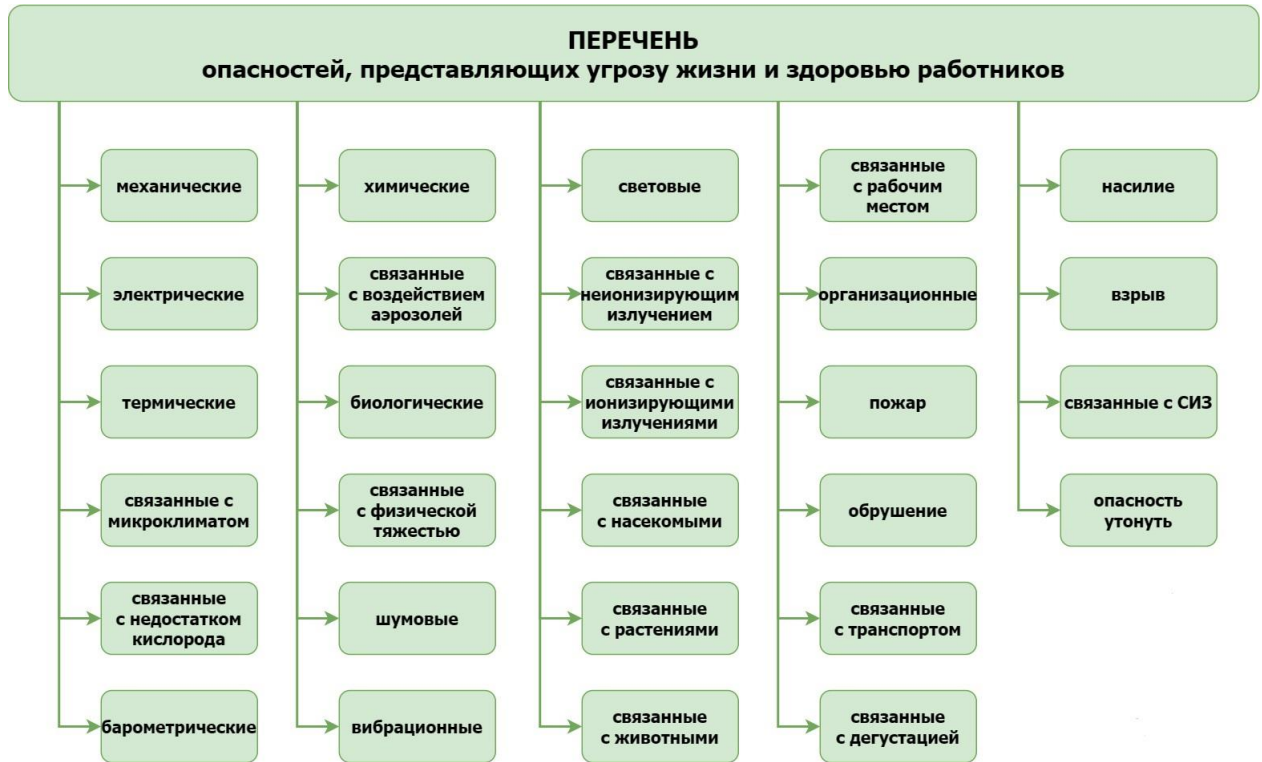 ПЕРЕЧЕНЬ
опасностей, представляющих угрозу жизни и здоровью работников
механические
электрические
термические
связанные с
микроклиматом
связанные
с недостатком
кислорода
барометрические
химические
связанные
с воздействием
аэрозолей
биологические
связанные
с физической
тяжестью
шумовые
вибрационные
световые
связанные с
неионизирующим
излучением
связанные с
ионизирующими
излучениями
связанные
с насекомыми
связанные
с растениями
связанные
с животными
связанные
с рабочим
местом
организационные
пожар
обрушение
связанные
с транспортом
связанные
с дегустацией
насилие
взрыв
связанные с СИЗ
опасность
утонуть